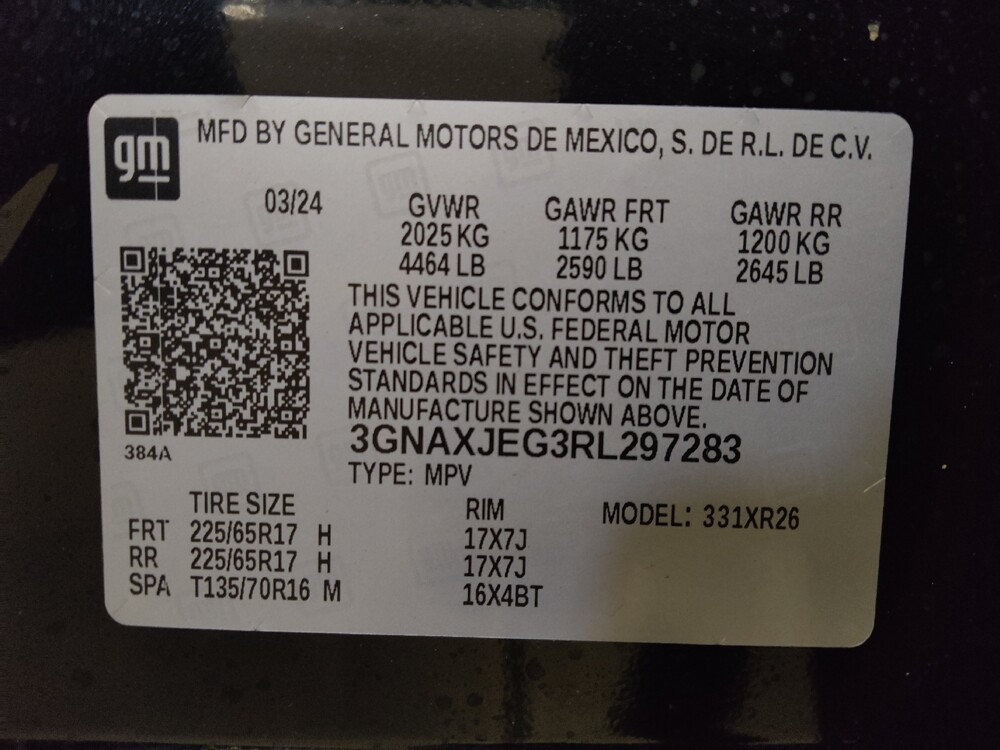 gm MFD BY GENERAL MOTORS DE MEXICO, S. DE R.L. DE C.V.
03/24 GVWR GAWR FRT GAWR RR
2025 KG 1175 KG 1200 KG
4464 LB 2590 LB 2645 LB
THIS VEHICLE CONFORMS TO ALL
APPLICABLE U.S. FEDERAL MOTOR
VEHICLE SAFETY AND THEFT PREVENTION
STANDARDS IN EFFECT ON THE DATE OF
MANUFACTURE SHOWN ABOVE.
384A 3GNAXJEG3RL297283
TYPE: MPV
TIRE SIZE RIM MODEL: 331XR26
FRT 225/65R17 H 17X7J
RR 225/65R17 H 17X7J
SPA T135/70R16 M 16X4BT